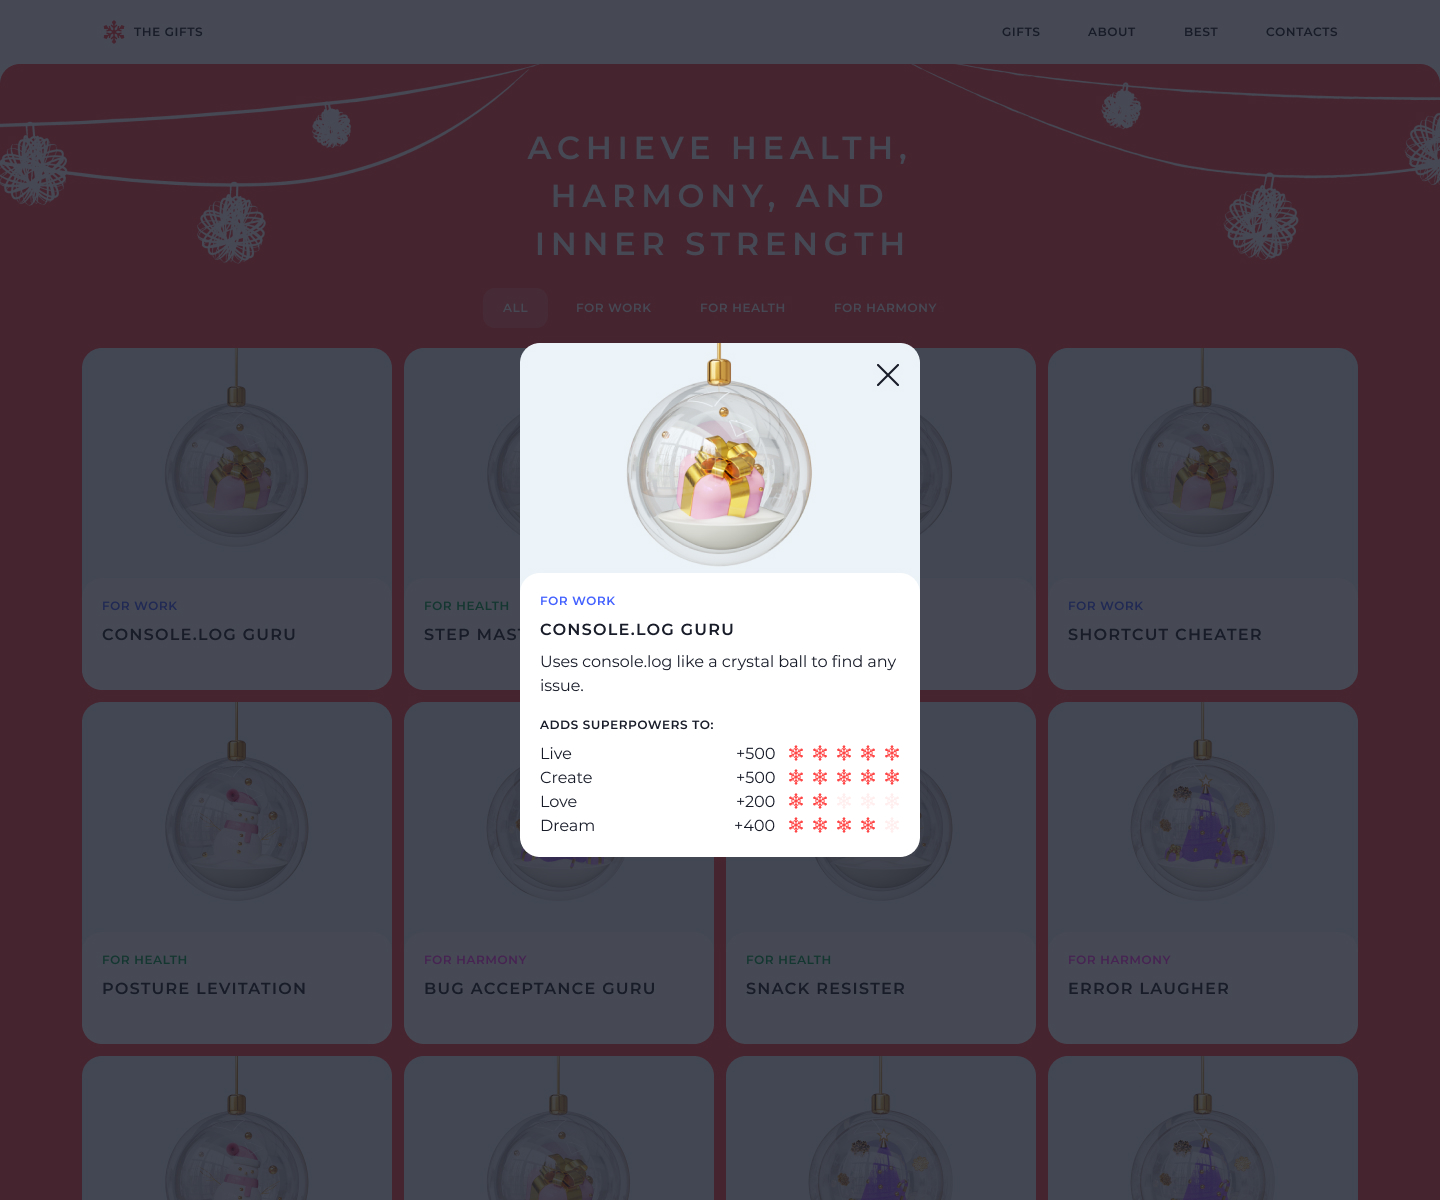 THE GIFTS
GIFTS
ABOUT
BEST
CONTACTS
ACHIEVE HEALTH,
HARMONY, AND
INNER STRENGTH
ALL
FOR WORK
FOR HEALTH
FOR HARMONY
FOR WORK
CONSOLE.LOG GURU
FOR HEALTH
STEP MAS
FOR WORK
SHORTCUT CHEATER
FOR WORK
CONSOLE.LOG GURU
Uses console.log like a crystal ball to find any
issue.
ADDS SUPERPOWERS TO:
Live +500
Create +500
Love +200
Dream +400
FOR HEALTH
POSTURE LEVITATION
FOR HARMONY
BUG ACCEPTANCE GURU
FOR HEALTH
SNACK RESISTER
FOR HARMONY
ERROR LAUGHER